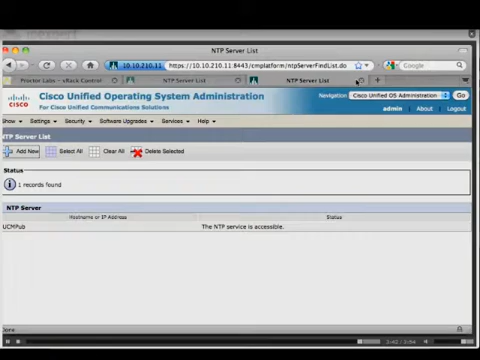 NTP Server List
10.10.210.11 https://10.10.210.11:8443/cmplatform/ntpServerFindList.do Google
Proctor Labs - vRack Control NTP Server List NTP Server List
Cisco Unified Operating System Administration
For Cisco Unified Communications Solutions
CISCO
Navigation Cisco Unified OS Administration Go
admin About Logout
Show Settings Security Software Upgrades Services Help
NTP Server List
Add New Select All Clear All Delete Selected
Status
1 records found
NTP Server
Hostname or IP Address Status
UCMPub The NTP service is accessible.
Done